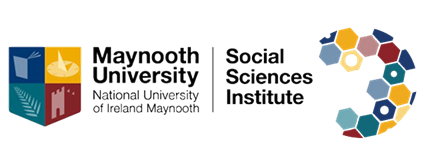 Maynooth
University
National University
of Ireland Maynooth
Social
Sciences
Institute